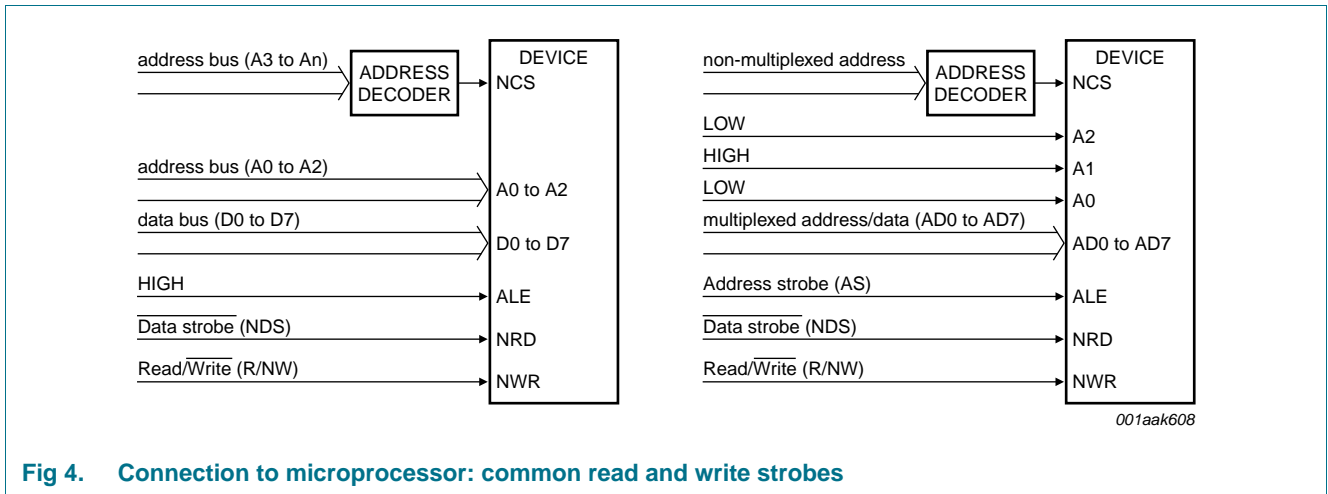 address bus (A3 to An)
ADDRESS
DECODER
DEVICE
NCS
address bus (A0 to A2)
A0 to A2
data bus (D0 to D7)
D0 to D7
HIGH
ALE
Data strobe (NDS)
NRD
Read/Write (R/NW)
NWR
non-multiplexed address
ADDRESS
DECODER
DEVICE
NCS
LOW
A2
HIGH
A1
LOW
A0
multiplexed address/data (AD0 to AD7)
AD0 to AD7
Address strobe (AS)
ALE
Data strobe (NDS)
NRD
Read/Write (R/NW)
NWR
001aak608
Fig 4. Connection to microprocessor: common read and write strobes